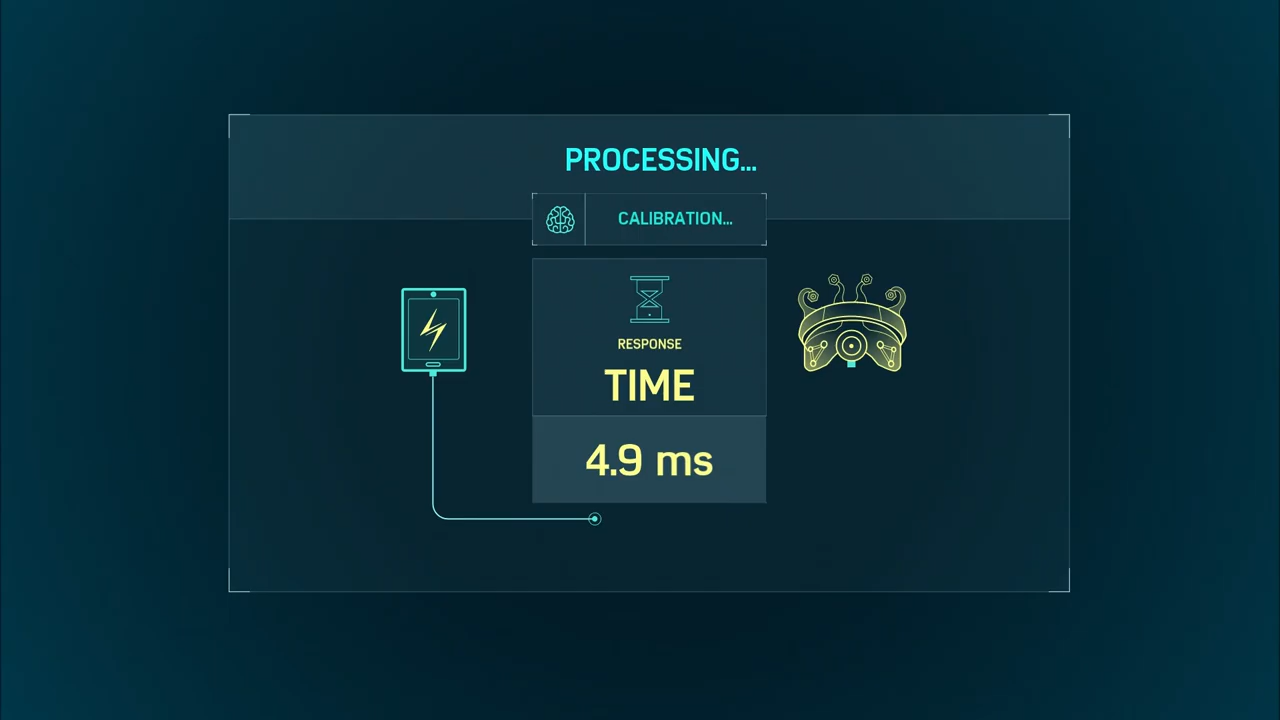 PROCESSING...
CALIBRATION...
RESPONSE
TIME
4.9 ms